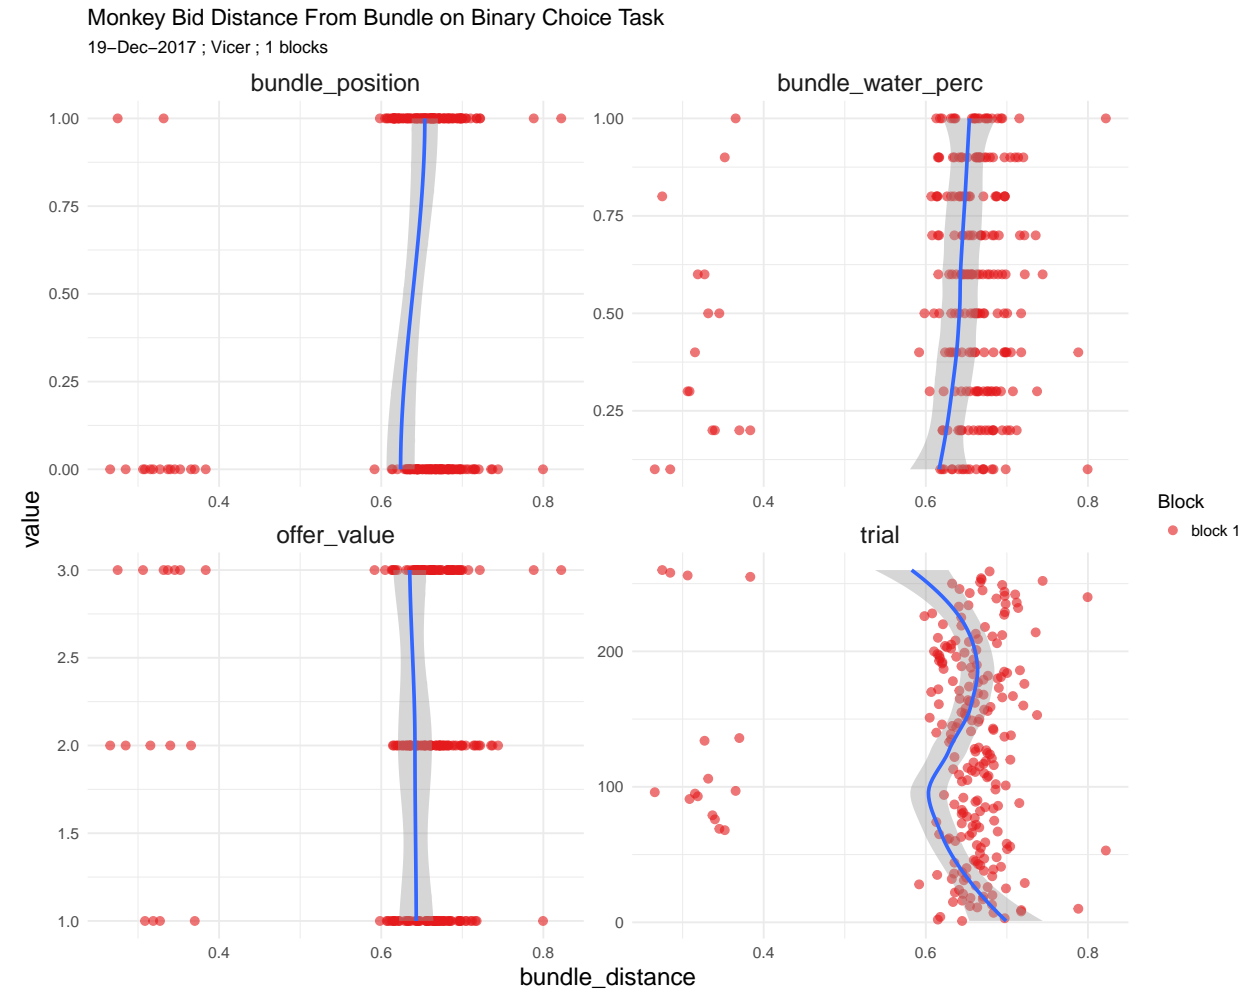 Monkey Bid Distance From Bundle on Binary Choice Task
19−Dec−2017 ; Vicer ; 1 blocks
bundle_position
bundle_water_perc
1.00
0.75
0.50
0.25
0.00
0.4
0.6
0.8
1.00
0.75
0.50
0.25
0.4
0.6
0.8
value
offer_value
trial
3.0
2.5
2.0
1.5
1.0
0.4
0.6
0.8
200
100
0
0.4
0.6
0.8
bundle_distance
Block
block 1